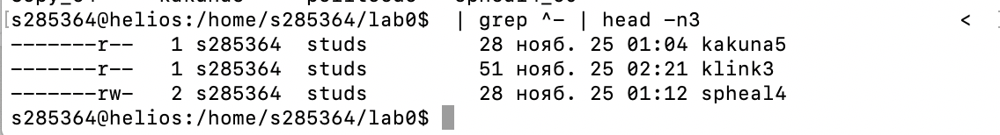 s285364@helios:/home/s285364/lab0$  | grep ^- | head -n3 <
-------r--   1 s285364  studs         28 нояб. 25 01:04 kakuna5
-------r--   1 s285364  studs         51 нояб. 25 02:21 klink3
-------rw-   2 s285364  studs         28 нояб. 25 01:12 spheal4
s285364@helios:/home/s285364/lab0$